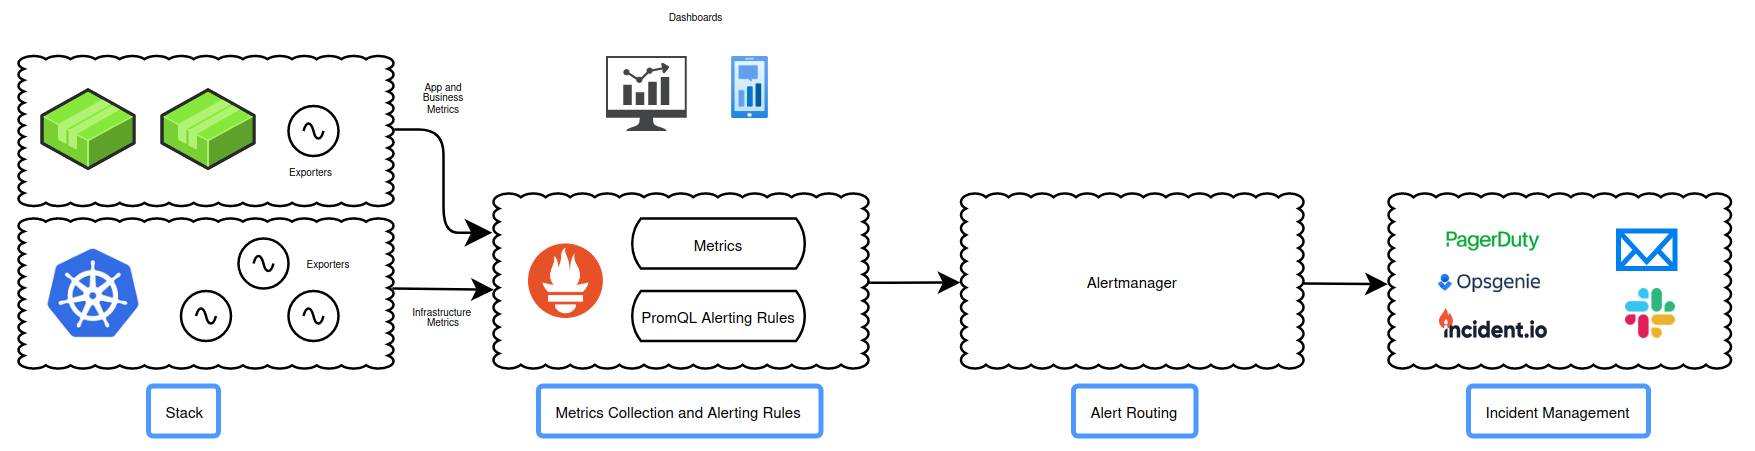 Dashboards
App and
Business
Metrics
Exporters
Exporters
Infrastructure
Metrics
Metrics
PromQL Alerting Rules
Alertmanager
PagerDuty
Opsgenie
incident.io
Stack
Metrics Collection and Alerting Rules
Alert Routing
Incident Management